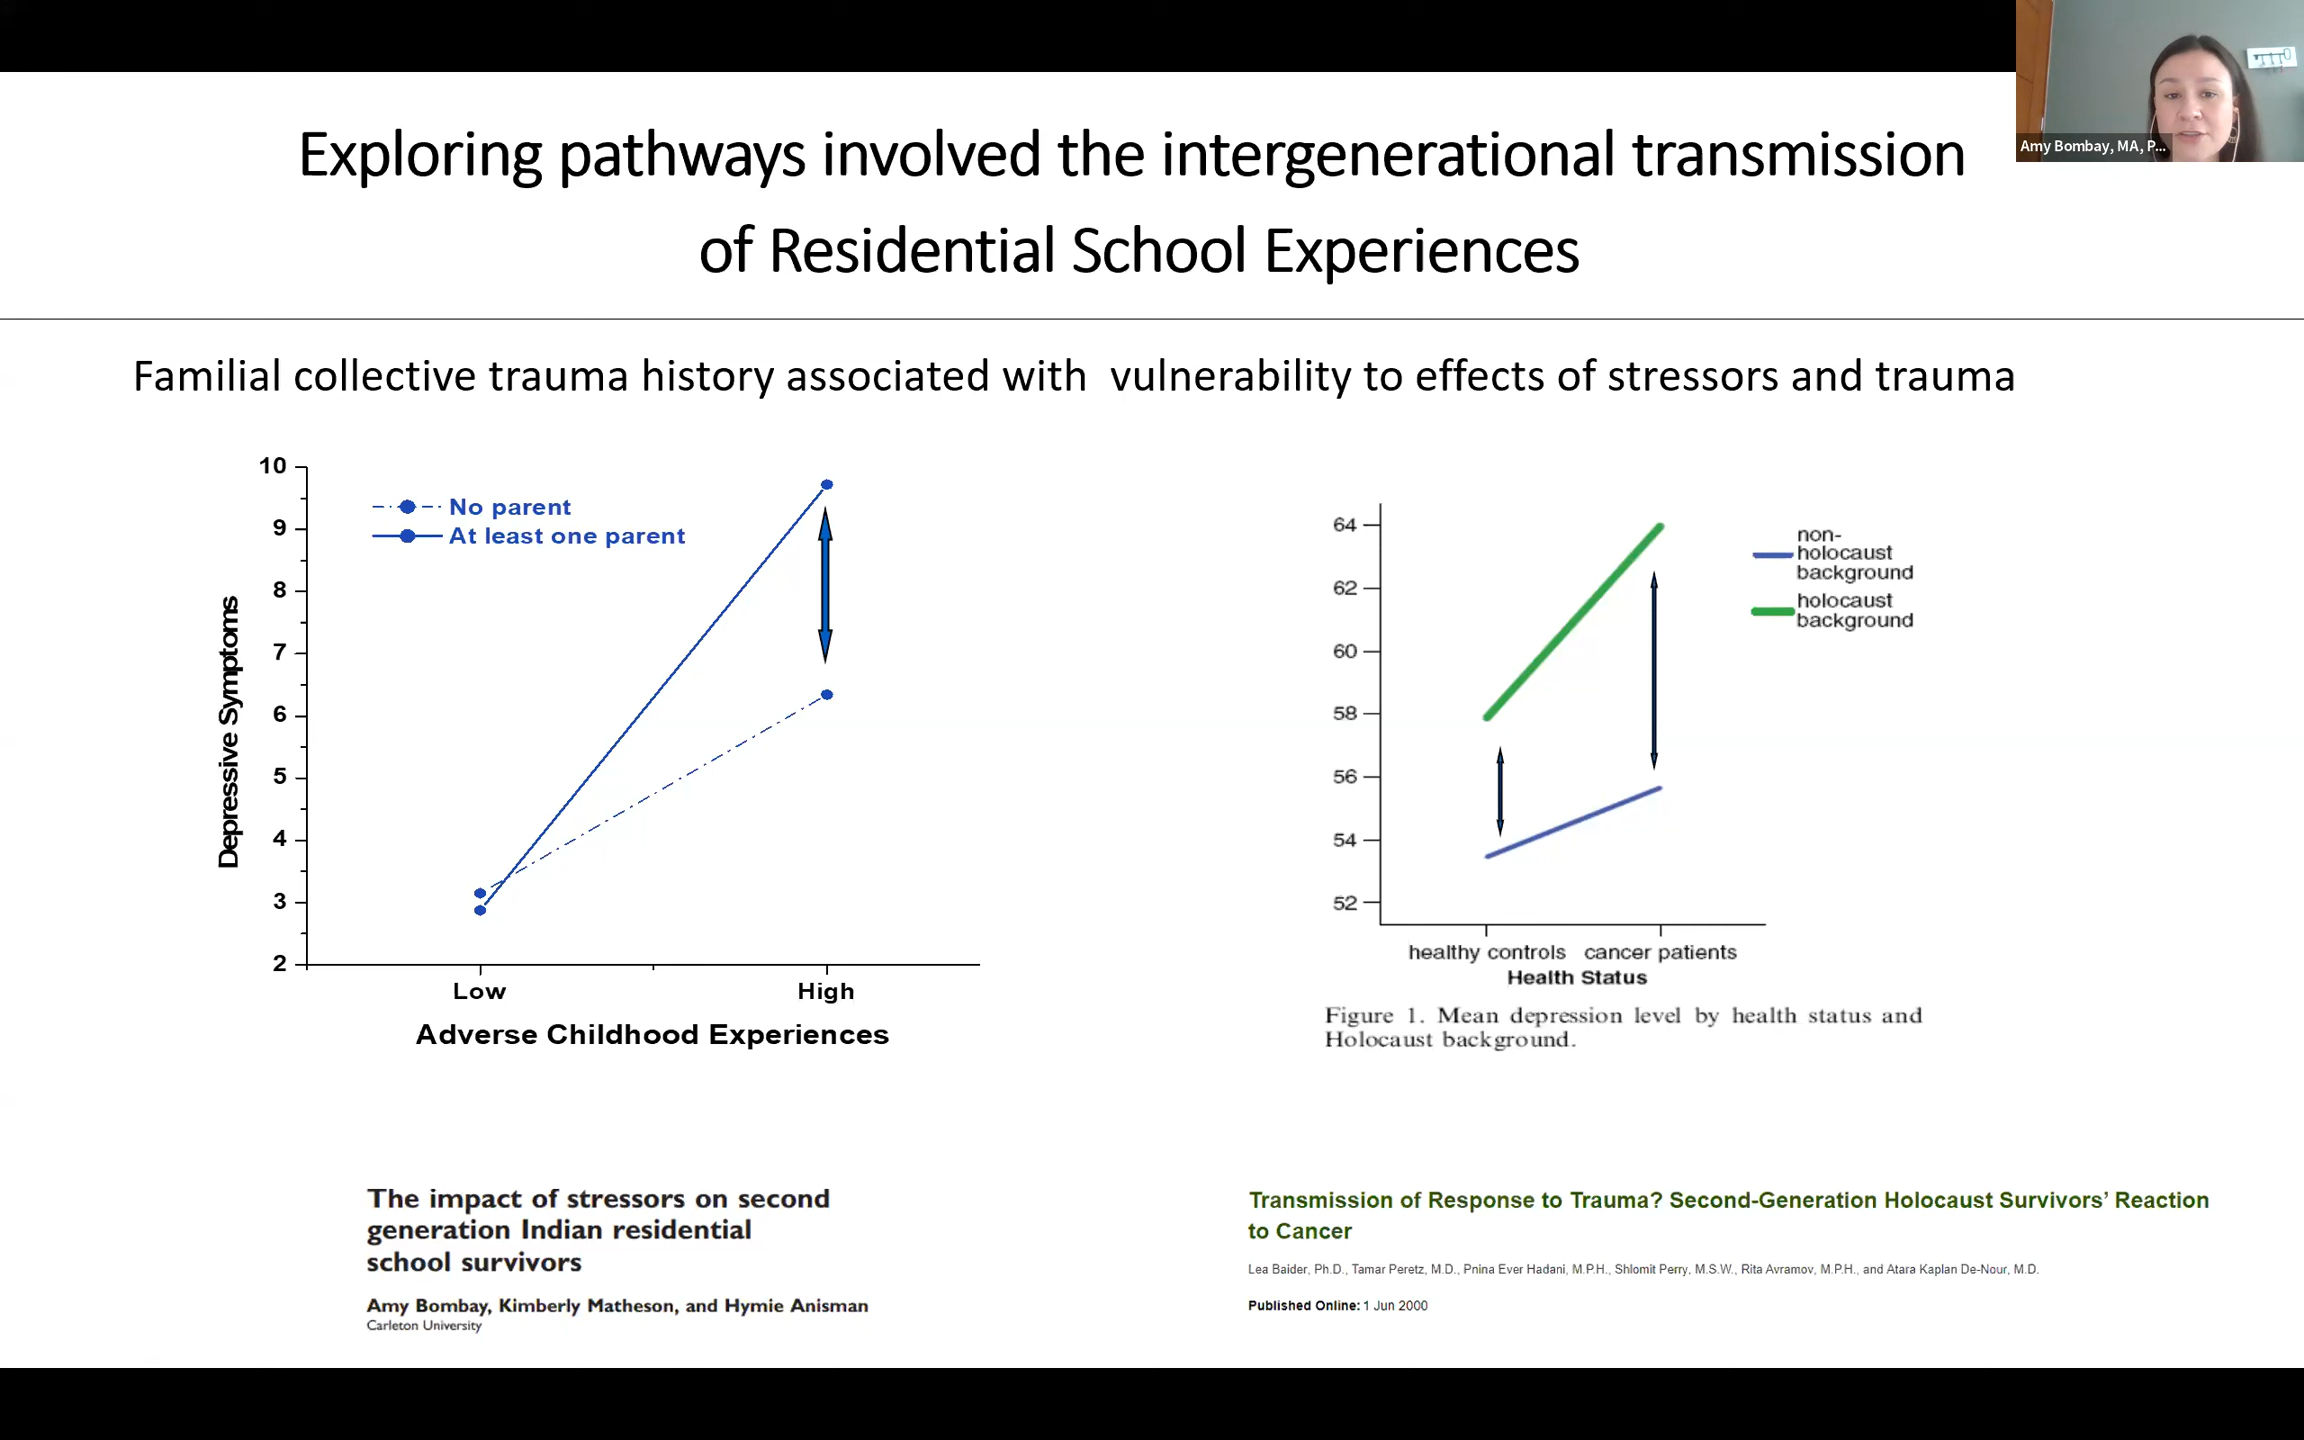 Exploring pathways involved the intergenerational transmission
of Residential School Experiences
Amy Bombay, MA, P...
Familial collective trauma history associated with  vulnerability to effects of stressors and trauma
10
9
8
7
6
5
4
3
2
Depressive Symptoms
No parent
At least one parent
Low
High
Adverse Childhood Experiences
64
62
60
58
56
54
52
non-
holocaust
background
holocaust
background
healthy controls
cancer patients
Health Status
Figure 1. Mean depression level by health status and
Holocaust background.
The impact of stressors on second
generation Indian residential
school survivors
Amy Bombay, Kimberly Matheson, and Hymie Anisman
Carleton University
Transmission of Response to Trauma? Second-Generation Holocaust Survivors’ Reaction
to Cancer
Lea Baider, Ph.D., Tamar Peretz, M.D., Pnina Ever Hadani, M.P.H., Shlomit Perry, M.S.W., Rita Avramov, M.P.H., and Atara Kaplan De-Nour, M.D.
Published Online: 1 Jun 2000